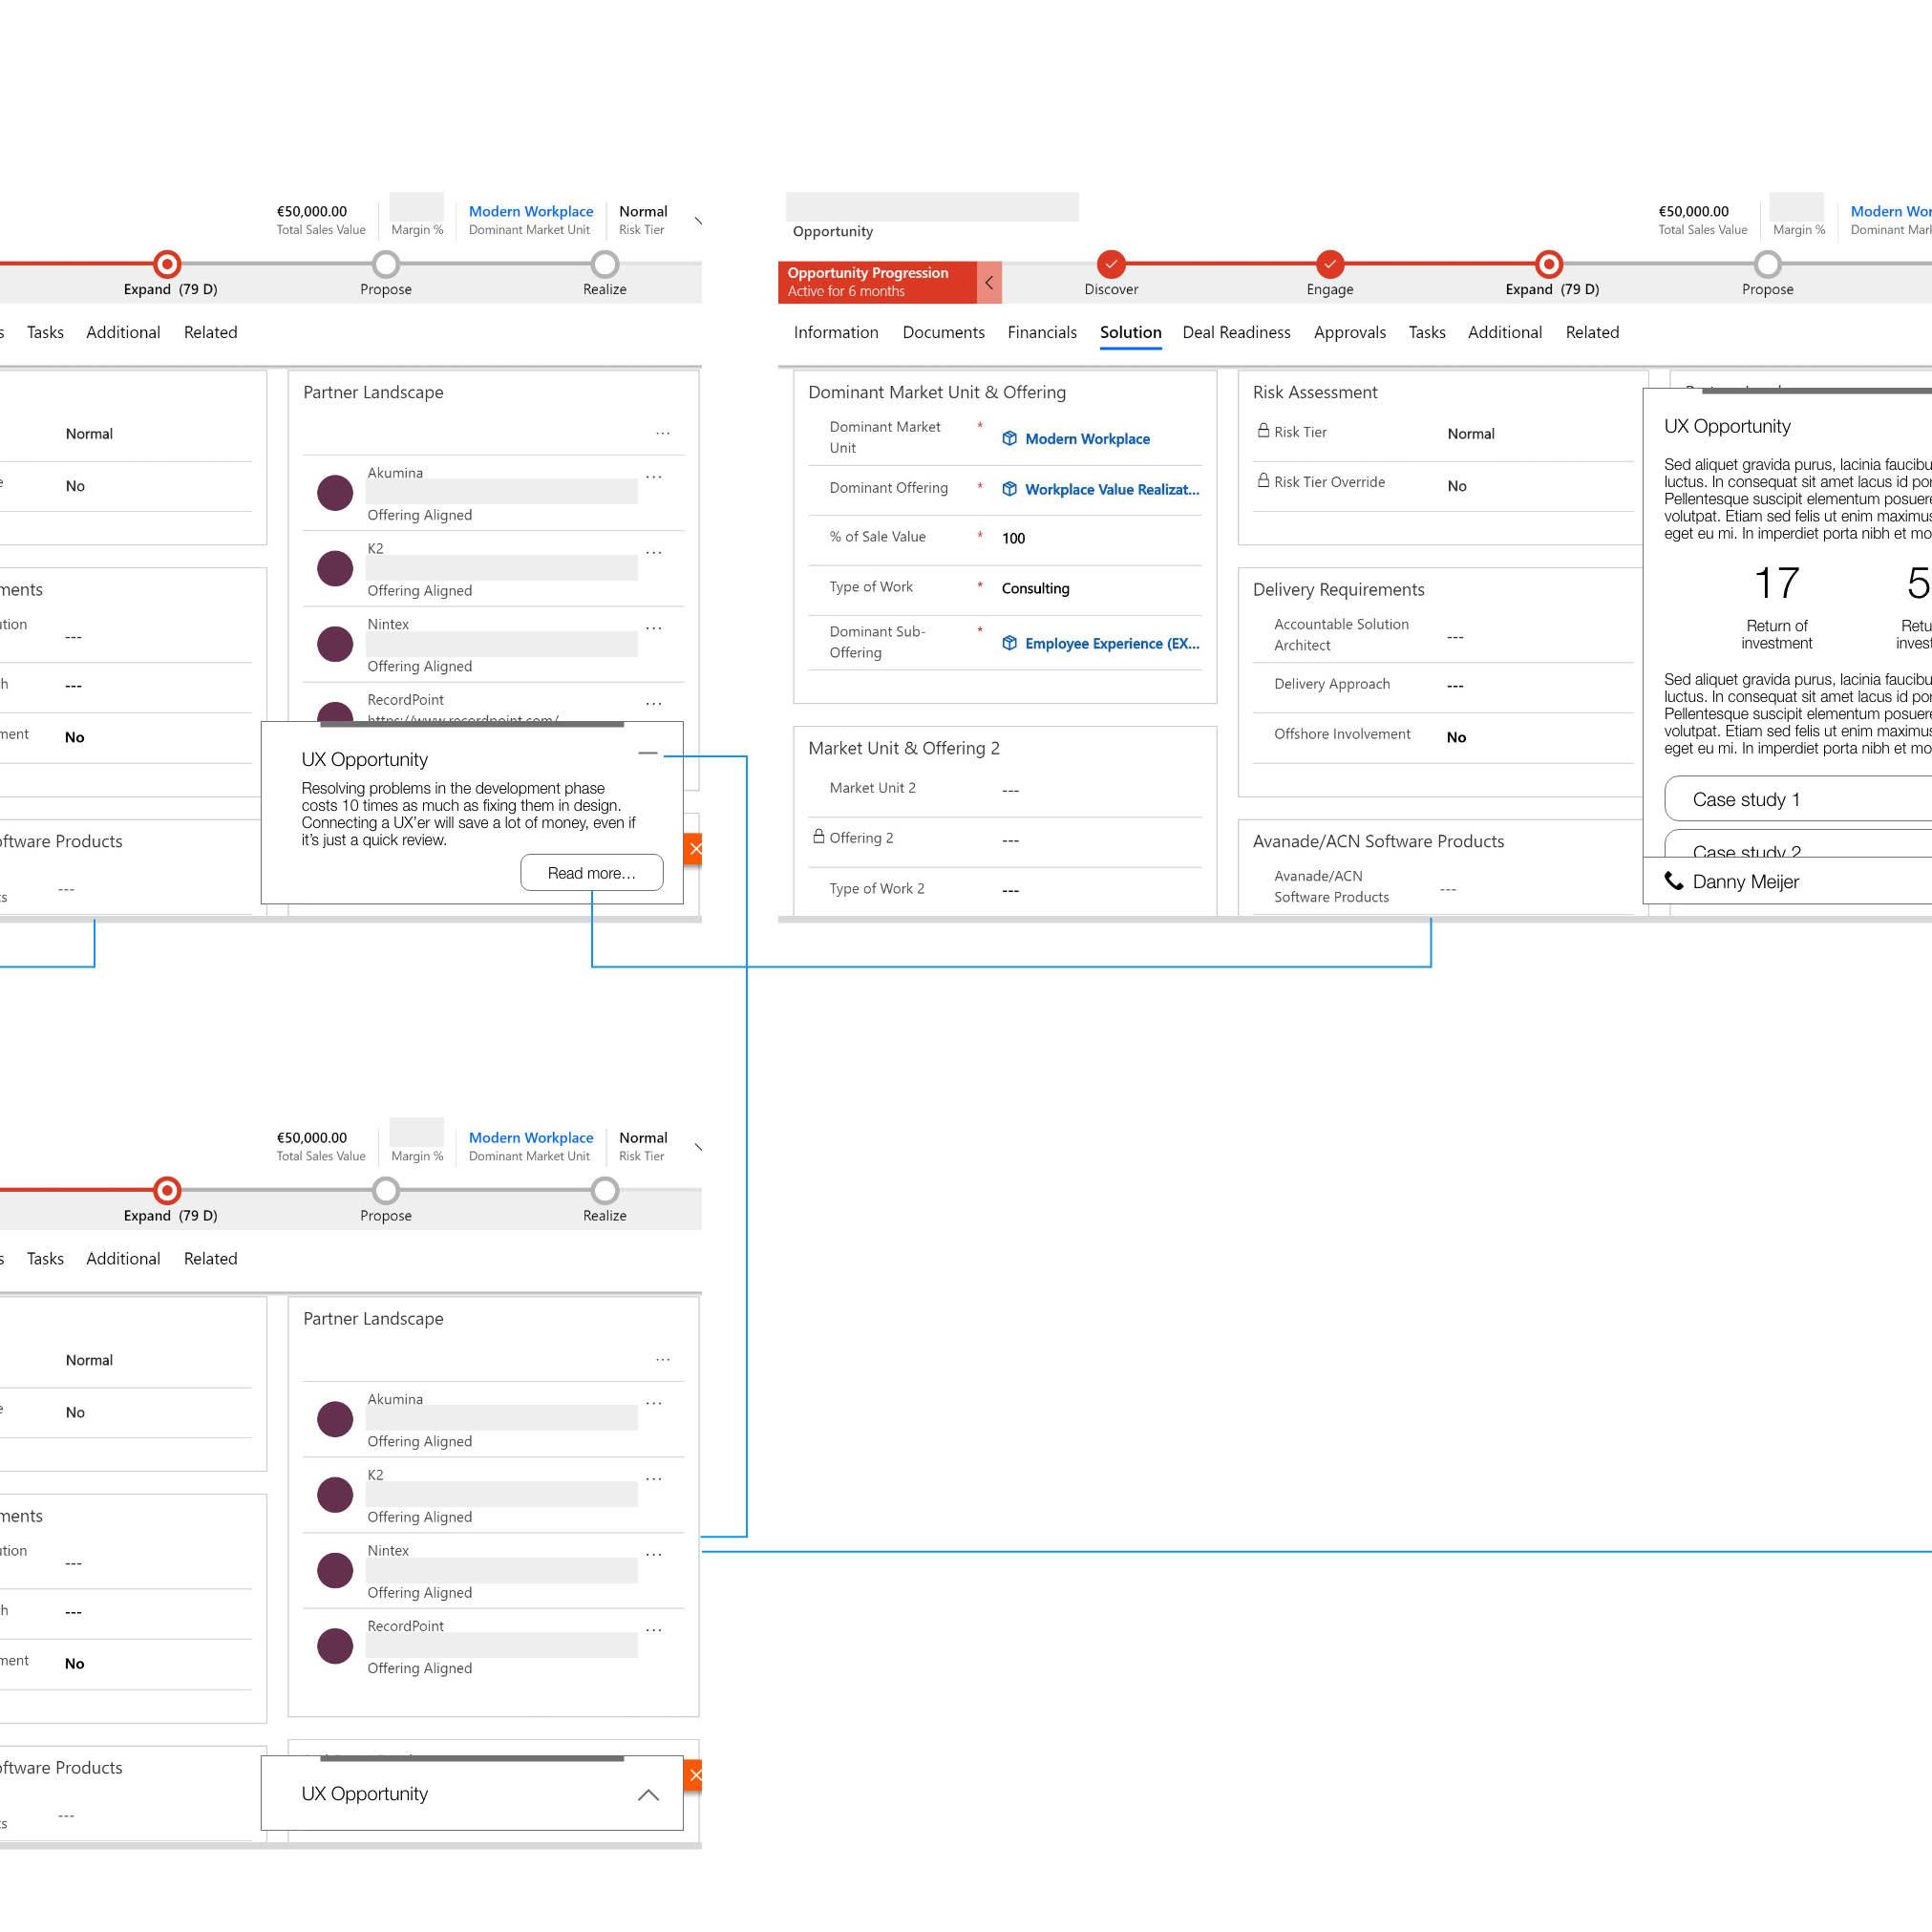 €50,000.00
Total Sales Value
Margin %
Modern Workplace
Dominant Market Unit
Normal
Risk Tier
Expand (79 D)
Propose
Realize
s
Tasks
Additional
Related
Normal
e
No
ments
ution
---
h
---
ment
No
oftware Products
---
ts
Partner Landscape
...
Akumina
...
Offering Aligned
K2
...
Offering Aligned
Nintex
...
Offering Aligned
RecordPoint
...
https://www.recordpoint.com/
UX Opportunity
Resolving problems in the development phase
costs 10 times as much as fixing them in design.
Connecting a UX’er will save a lot of money, even if
it’s just a quick review.
Read more...
Opportunity
€50,000.00
Total Sales Value
Margin %
Modern Wor
Dominant Mark
Opportunity Progression
Active for 6 months
Discover
Engage
Expand (79 D)
Propose
Information
Documents
Financials
Solution
Deal Readiness
Approvals
Tasks
Additional
Related
Dominant Market Unit & Offering
Dominant Market
Unit
*
Modern Workplace
Dominant Offering
*
Workplace Value Realizat...
% of Sale Value
*
100
Type of Work
*
Consulting
Dominant Sub-
Offering
*
Employee Experience (EX...
Market Unit & Offering 2
Market Unit 2
---
Offering 2
---
Type of Work 2
---
Risk Assessment
Risk Tier
Normal
Risk Tier Override
No
Delivery Requirements
Accountable Solution
Architect
---
Delivery Approach
---
Offshore Involvement
No
Avanade/ACN Software Products
Avanade/ACN
Software Products
---
UX Opportunity
Sed aliquet gravida purus, lacinia faucibu
luctus. In consequat sit amet lacus id por
Pellentesque suscipit elementum posuere
volutpat. Etiam sed felis ut enim maximus
eget eu mi. In imperdiet porta nibh et mo
17
Return of
investment
5
Retu
invest
Sed aliquet gravida purus, lacinia faucibu
luctus. In consequat sit amet lacus id por
Pellentesque suscipit elementum posuere
volutpat. Etiam sed felis ut enim maximus
eget eu mi. In imperdiet porta nibh et mo
Case study 1
Case study 2
Danny Meijer
€50,000.00
Total Sales Value
Margin %
Modern Workplace
Dominant Market Unit
Normal
Risk Tier
Expand (79 D)
Propose
Realize
s
Tasks
Additional
Related
Normal
e
No
ments
ution
---
h
---
ment
No
oftware Products
---
ts
Partner Landscape
...
Akumina
...
Offering Aligned
K2
...
Offering Aligned
Nintex
...
Offering Aligned
RecordPoint
...
Offering Aligned
UX Opportunity